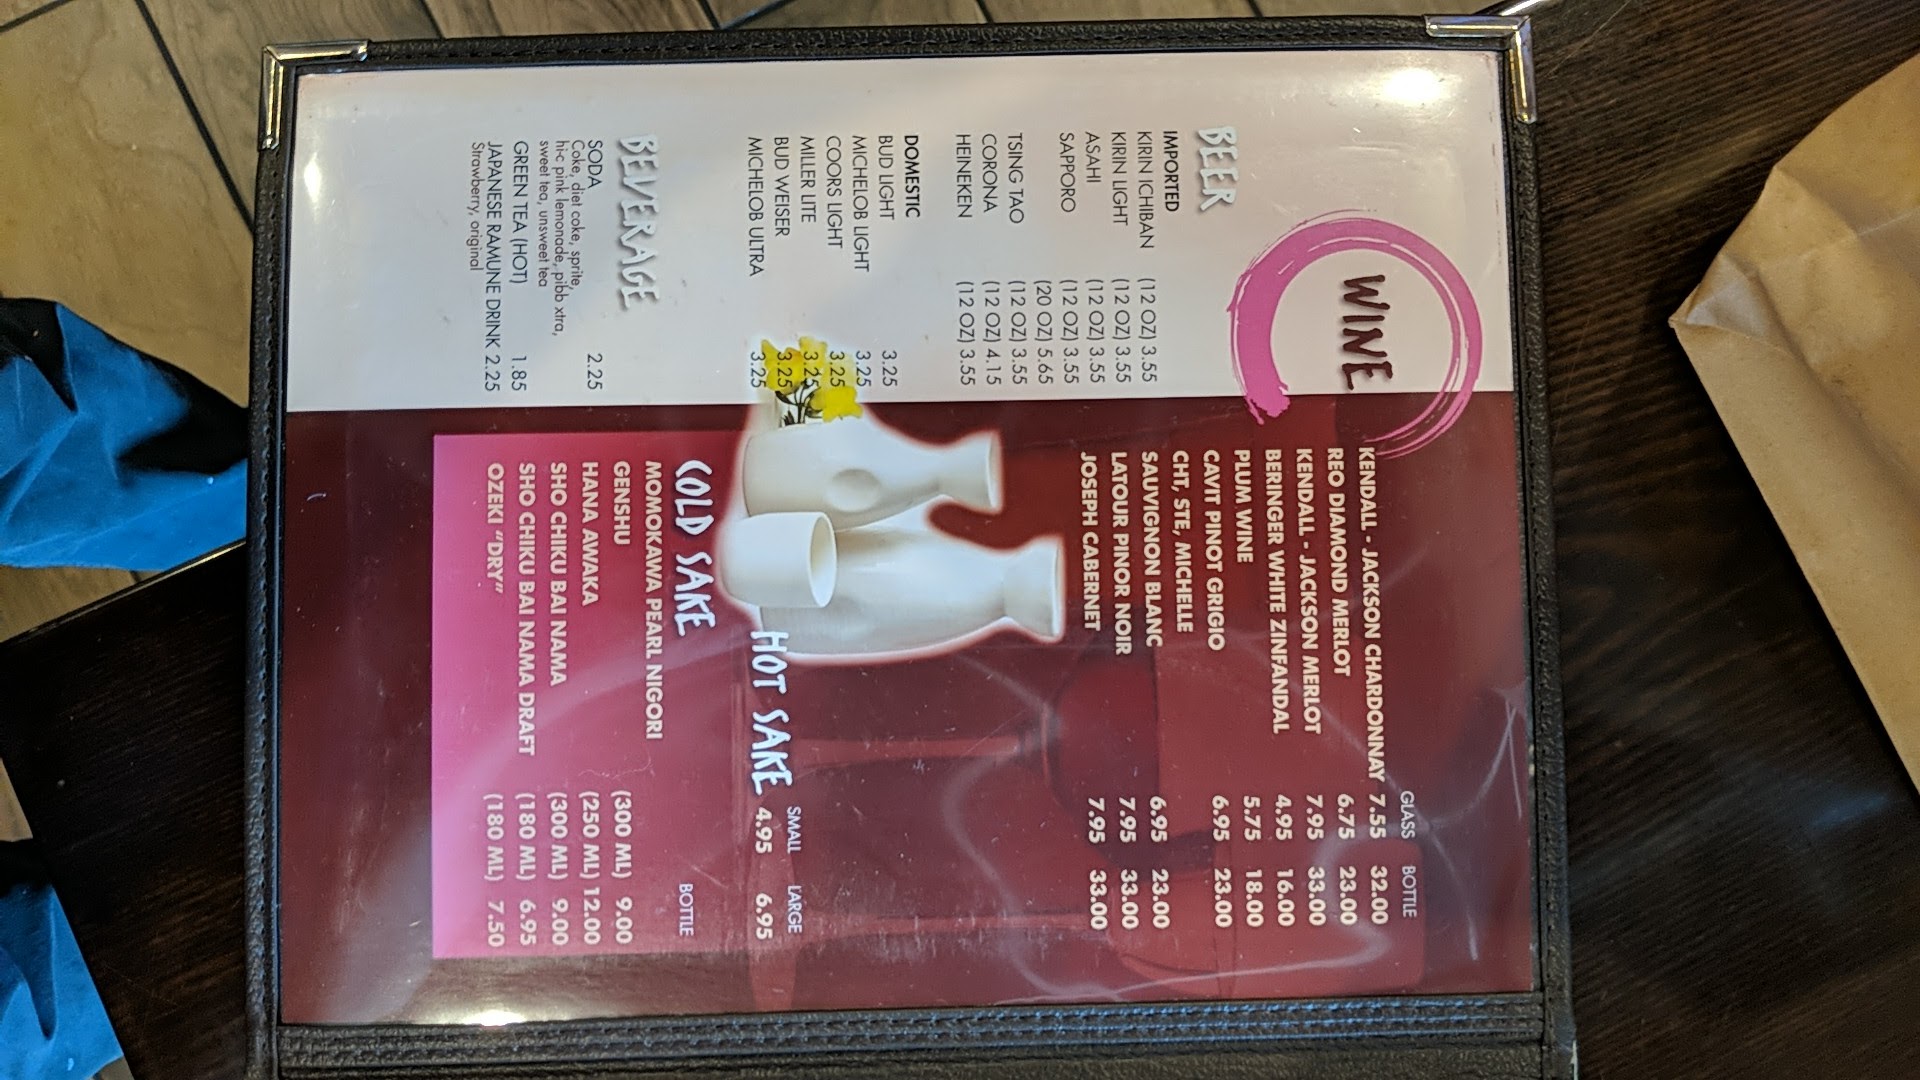 WINE
GLASS BOTTLE
KENDALL - JACKSON CHARDONNAY 7.55 32.00
REO DIAMOND MERLOT 6.75 23.00
KENDALL - JACKSON MERLOT 7.95 33.00
BERINGER WHITE ZINFANDAL 4.95 16.00
PLUM WINE 5.75 18.00
CAVIT PINOT GRIGIO 6.95 23.00
CHT, STE, MICHELLE
SAUVIGNON BLANC 6.95 23.00
LATOUR PINOR NOIR 7.95 33.00
JOSEPH CABERNET 7.95 33.00
BEER
IMPORTED
KIRIN ICHIBAN (12 OZ) 3.55
KIRIN LIGHT (12 OZ) 3.55
ASAHI (12 OZ) 3.55
SAPPORO (12 OZ) 3.55
(20 OZ) 5.65
TSING TAO (12 OZ) 3.55
CORONA (12 OZ) 4.15
HEINEKEN (12 OZ) 3.55
DOMESTIC
BUD LIGHT 3.25
MICHELOB LIGHT 3.25
COORS LIGHT 3.25
MILLER LITE 3.25
BUD WEISER 3.25
MICHELOB ULTRA 3.25
BEVERAGE
SODA 2.25
Coke, diet coke, sprite,
hi-c pink lemonade, pibb xtra,
sweet tea, unsweet tea
GREEN TEA (HOT) 1.85
JAPANESE RAMUNE DRINK 2.25
Strawberry, original
SMALL LARGE
HOT SAKE 4.95 6.95
COLD SAKE
BOTTLE
MOMOKAWA PEARL NIGORI
GENSHU (300 ML) 9.00
HANA AWAKA (250 ML) 12.00
SHO CHIKU BAI NAMA (300 ML) 9.00
SHO CHIKU BAI NAMA DRAFT (180 ML) 6.95
OZEKI "DRY" (180 ML) 7.50